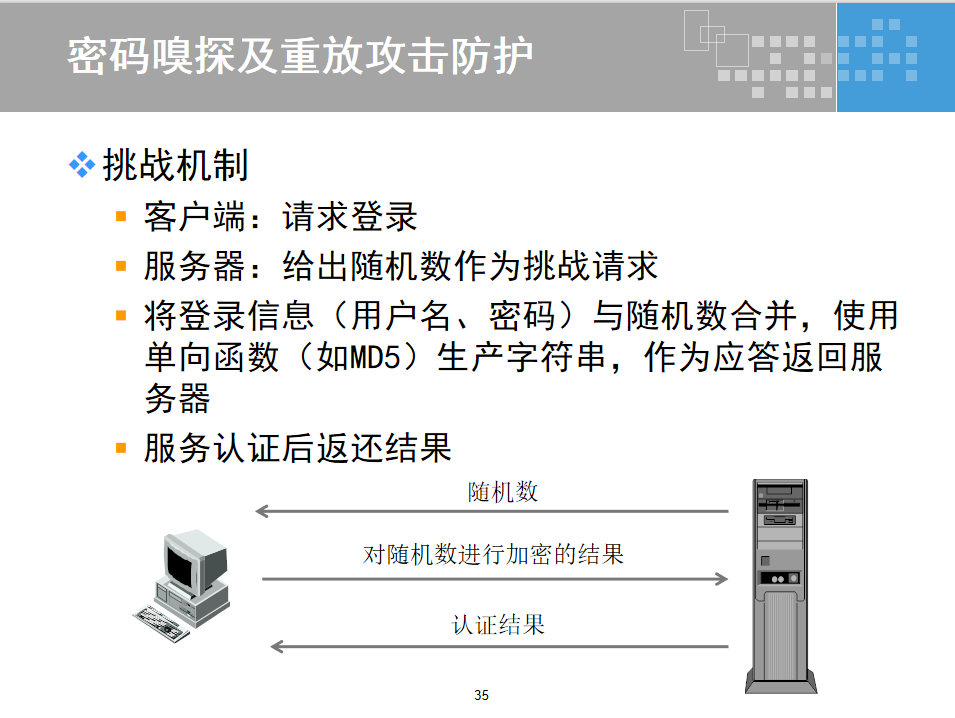 密码嗅探及重放攻击防护
挑战机制
客户端：请求登录
服务器：给出随机数作为挑战请求
将登录信息（用户名、密码）与随机数合并，使用
单向函数（如MD5）生产字符串，作为应答返回服
务器
服务认证后返还结果
随机数
对随机数进行加密的结果
认证结果
35